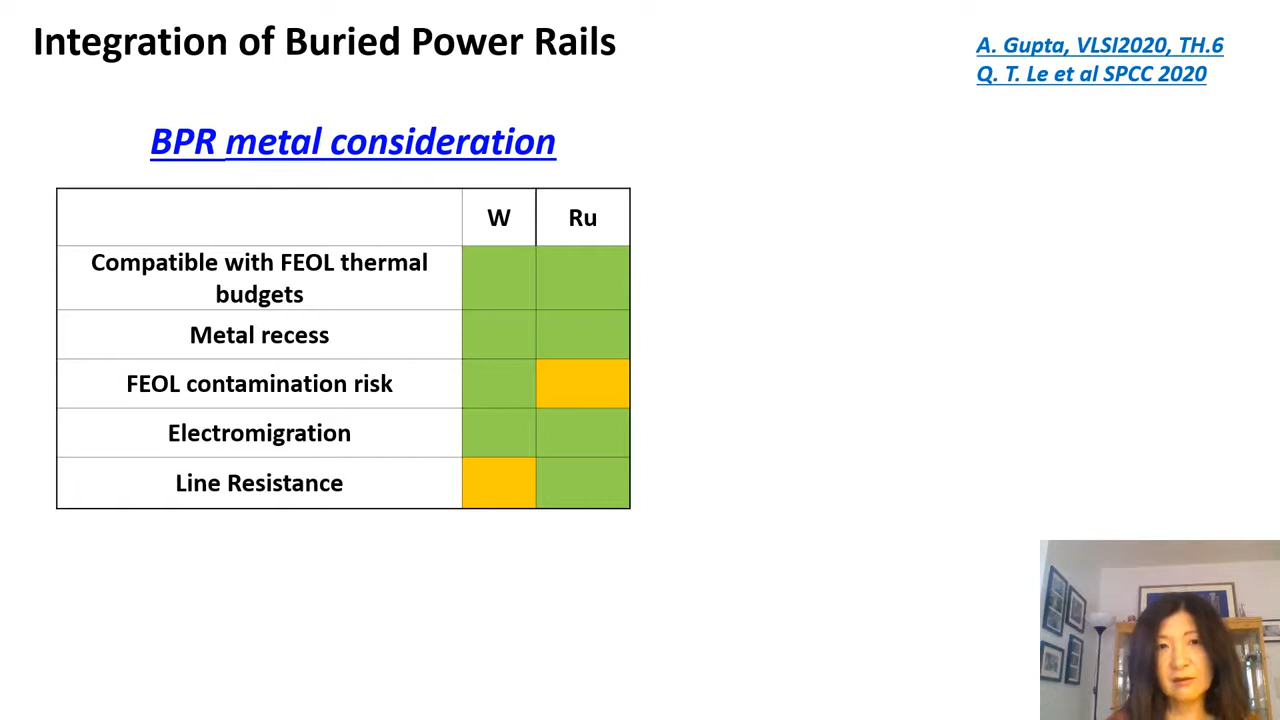 Integration of Buried Power Rails
A. Gupta, VLSI2020, TH.6
Q. T. Le et al SPCC 2020
BPR metal consideration
W
Ru
Compatible with FEOL thermal
budgets
Metal recess
FEOL contamination risk
Electromigration
Line Resistance